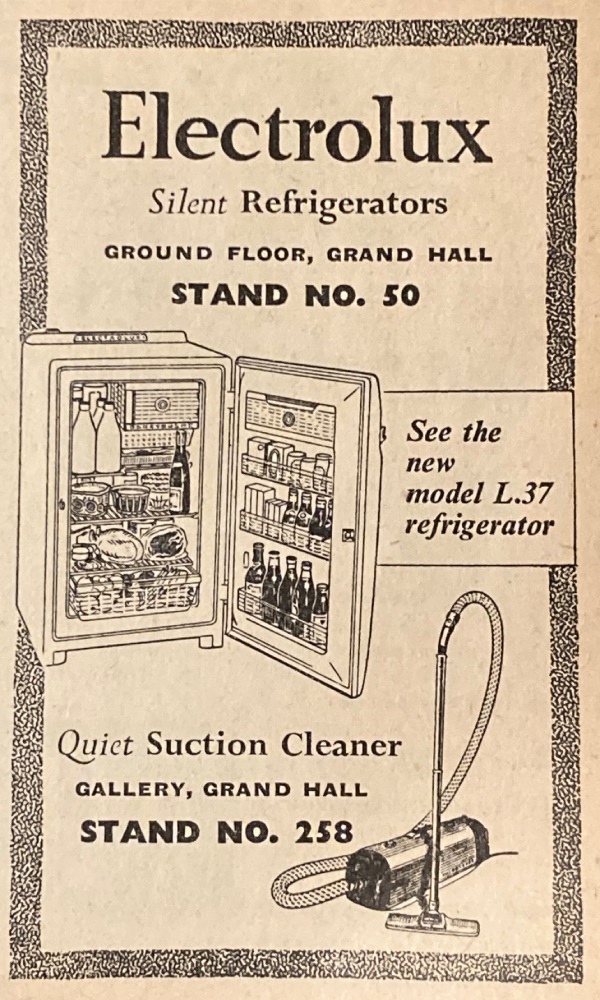 Electrolux
Silent Refrigerators
GROUND FLOOR, GRAND HALL
STAND NO. 50
ELECTROLUX
See the
new
model L.37
refrigerator
Quiet Suction Cleaner
GALLERY, GRAND HALL
STAND NO. 258